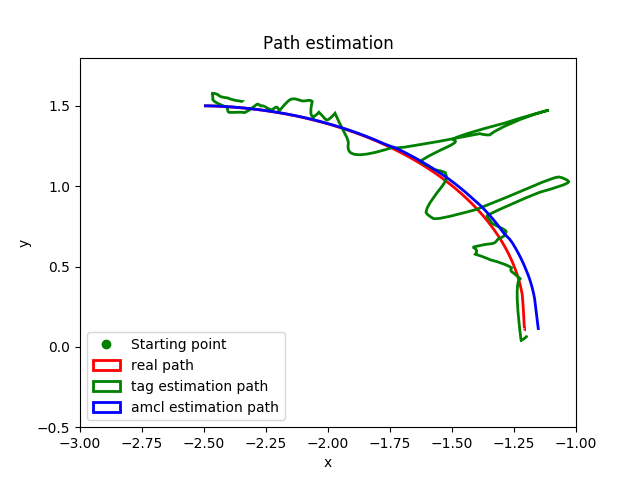 Path estimation
y
1.5
1.0
0.5
0.0
−0.5
Starting point
real path
tag estimation path
amcl estimation path
−3.00 −2.75 −2.50 −2.25 −2.00 −1.75 −1.50 −1.25 −1.00
x